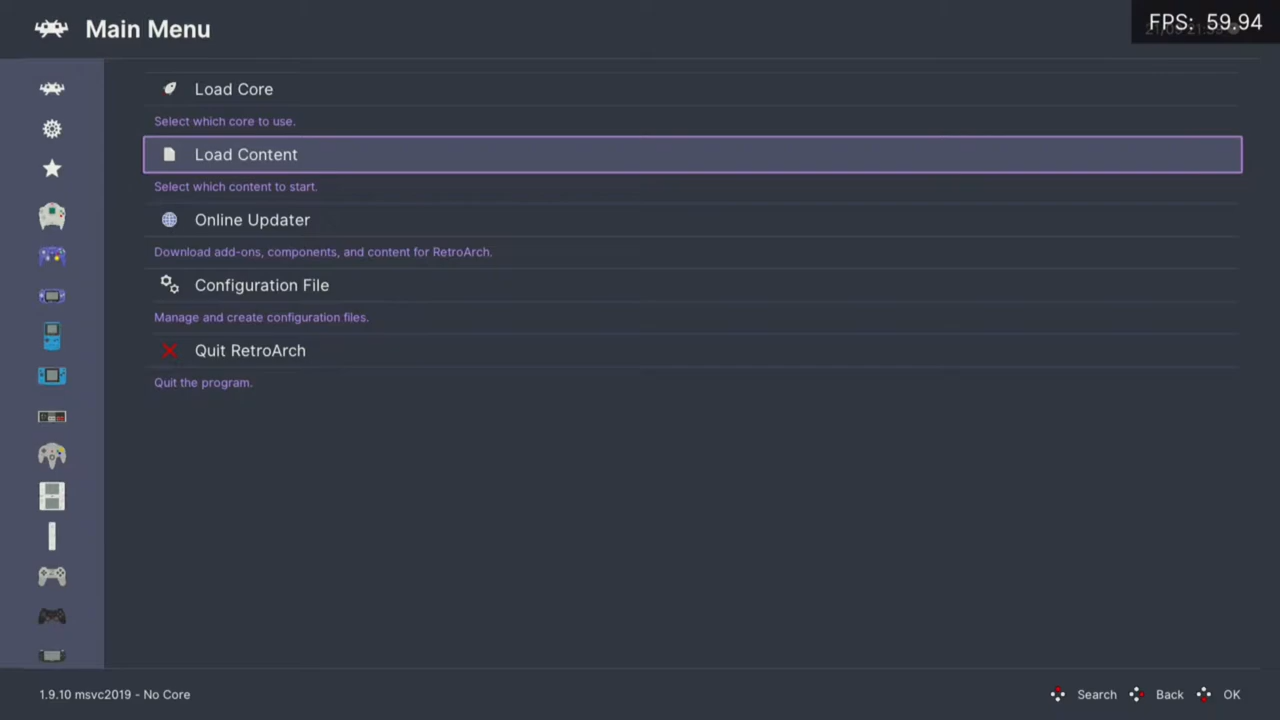 Main Menu
FPS: 59.94
Load Core
Select which core to use.
Load Content
Select which content to start.
Online Updater
Download add-ons, components, and content for RetroArch.
Configuration File
Manage and create configuration files.
Quit RetroArch
Quit the program.
1.9.10 msvc2019 - No Core
Search
Back
OK